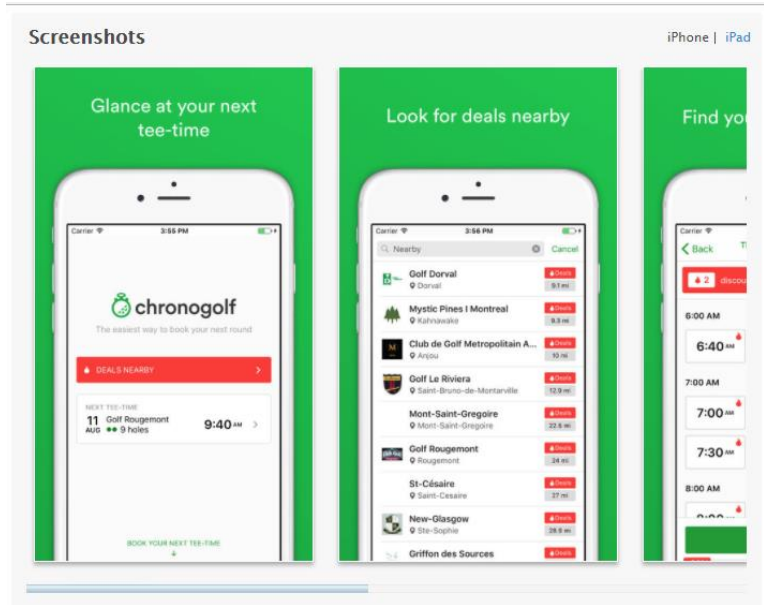 Screenshots
iPhone | iPad
Glance at your next
tee-time
Carrier
3:55 PM
chronogolf
The easiest way to book your next round
DEALS NEARBY
NEXT TEE-TIME
11 Golf Rougemont
AUG 9 holes
9:40 AM
BOOK YOUR NEXT TEE-TIME
Look for deals nearby
Carrier
3:56 PM
Nearby
Cancel
Golf Dorval
Deals
Dorval
9.1 mi
Mystic Pines I Montreal
Deals
Kahnawake
9.3 mi
Club de Golf Metropolitain A...
Deals
Anjou
10 mi
Golf Le Riviera
Deals
Saint-Bruno-de-Montarville
12.9 mi
Mont-Saint-Gregoire
Deals
Mont-Saint-Gregoire
Golf Rougemont
Deals
Rougemont
24 mi
St-Césaire
Deals
Saint-Cesaire
27 mi
New-Glasgow
Deals
Ste-Sophie
Griffon des Sources
Deals
Find you
Carrier
Back
2 discou
6:00 AM
6:40 AM
7:00 AM
7:00 AM
7:30 AM
8:00 AM